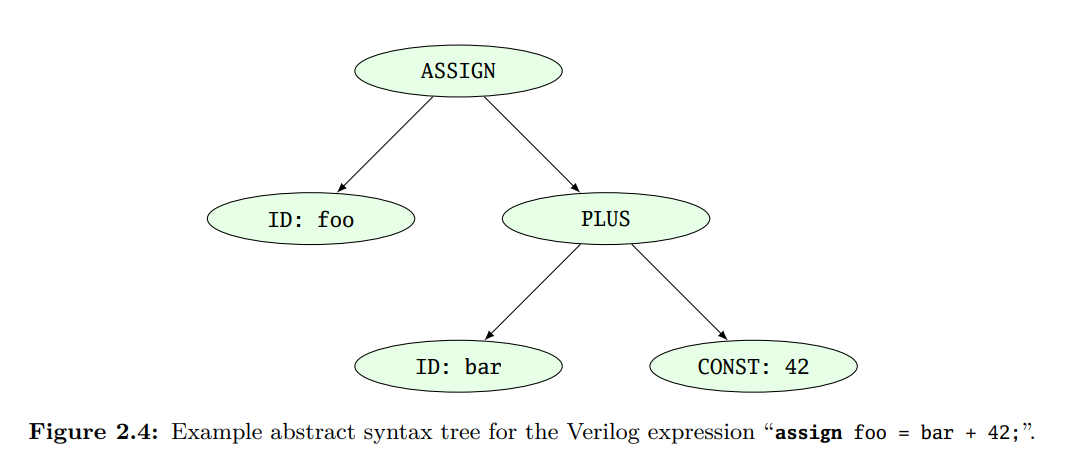 ASSIGN
ID: foo
PLUS
ID: bar
CONST: 42
Figure 2.4: Example abstract syntax tree for the Verilog expression “assign foo = bar + 42;”.